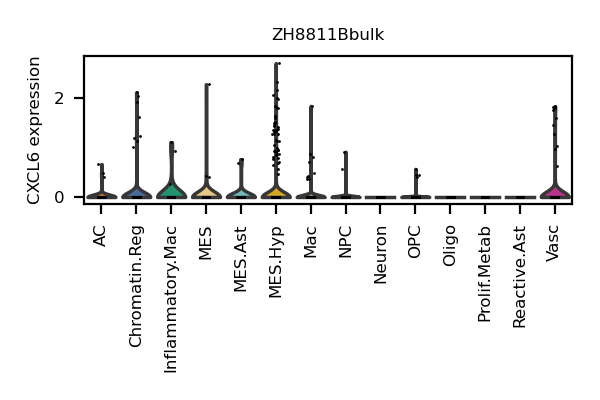 ZH8811Bbulk
CXCL6 expression
2
0
AC
Chromatin.Reg
Inflammatory.Mac
MES
MES.Ast
MES.Hyp
Mac
NPC
Neuron
OPC
Oligo
Prolif.Metab
Reactive.Ast
Vasc